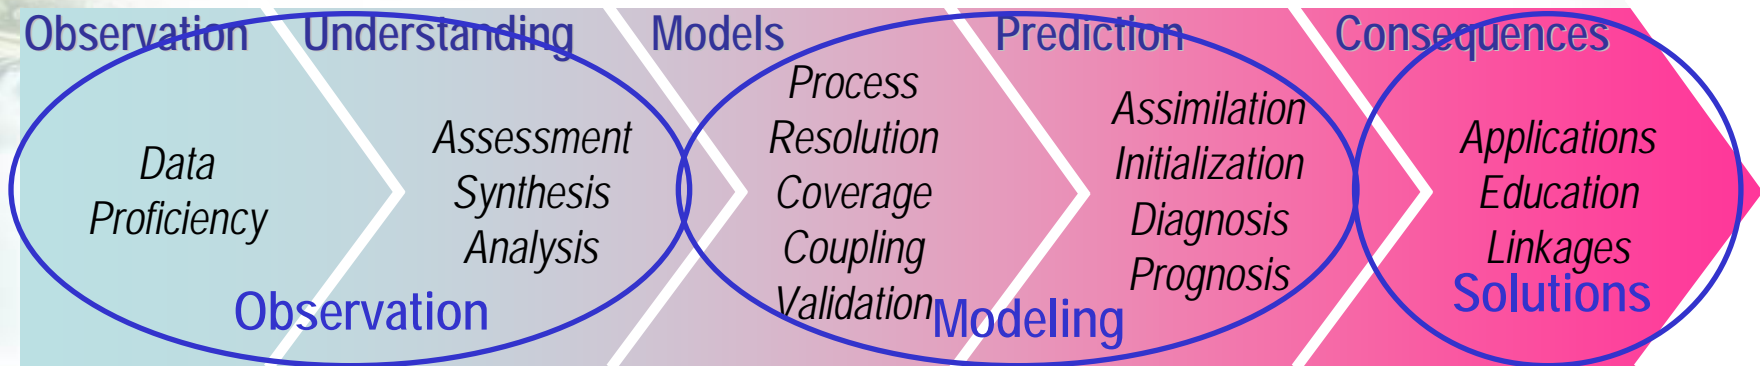 Observation
Understanding
Models
Prediction
Consequences
Data
Proficiency
Assessment
Synthesis
Analysis
Process
Resolution
Coverage
Coupling
Validation
Assimilation
Initialization
Diagnosis
Prognosis
Applications
Education
Linkages
Observation
Modeling
Solutions